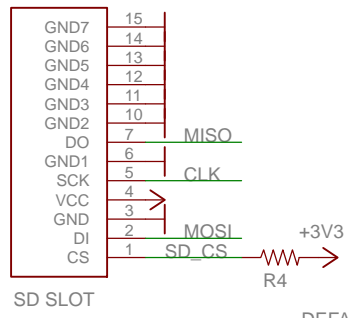 GND7 15
GND6 14
GND5 13
GND4 12
GND3 11
GND2 10
DO 7 MISO
GND1 6
SCK 5 CLK
VCC 4
GND 3 +3V3
DI 2 MOSI
CS 1 SD_CS
R4
SD SLOT
DEFA